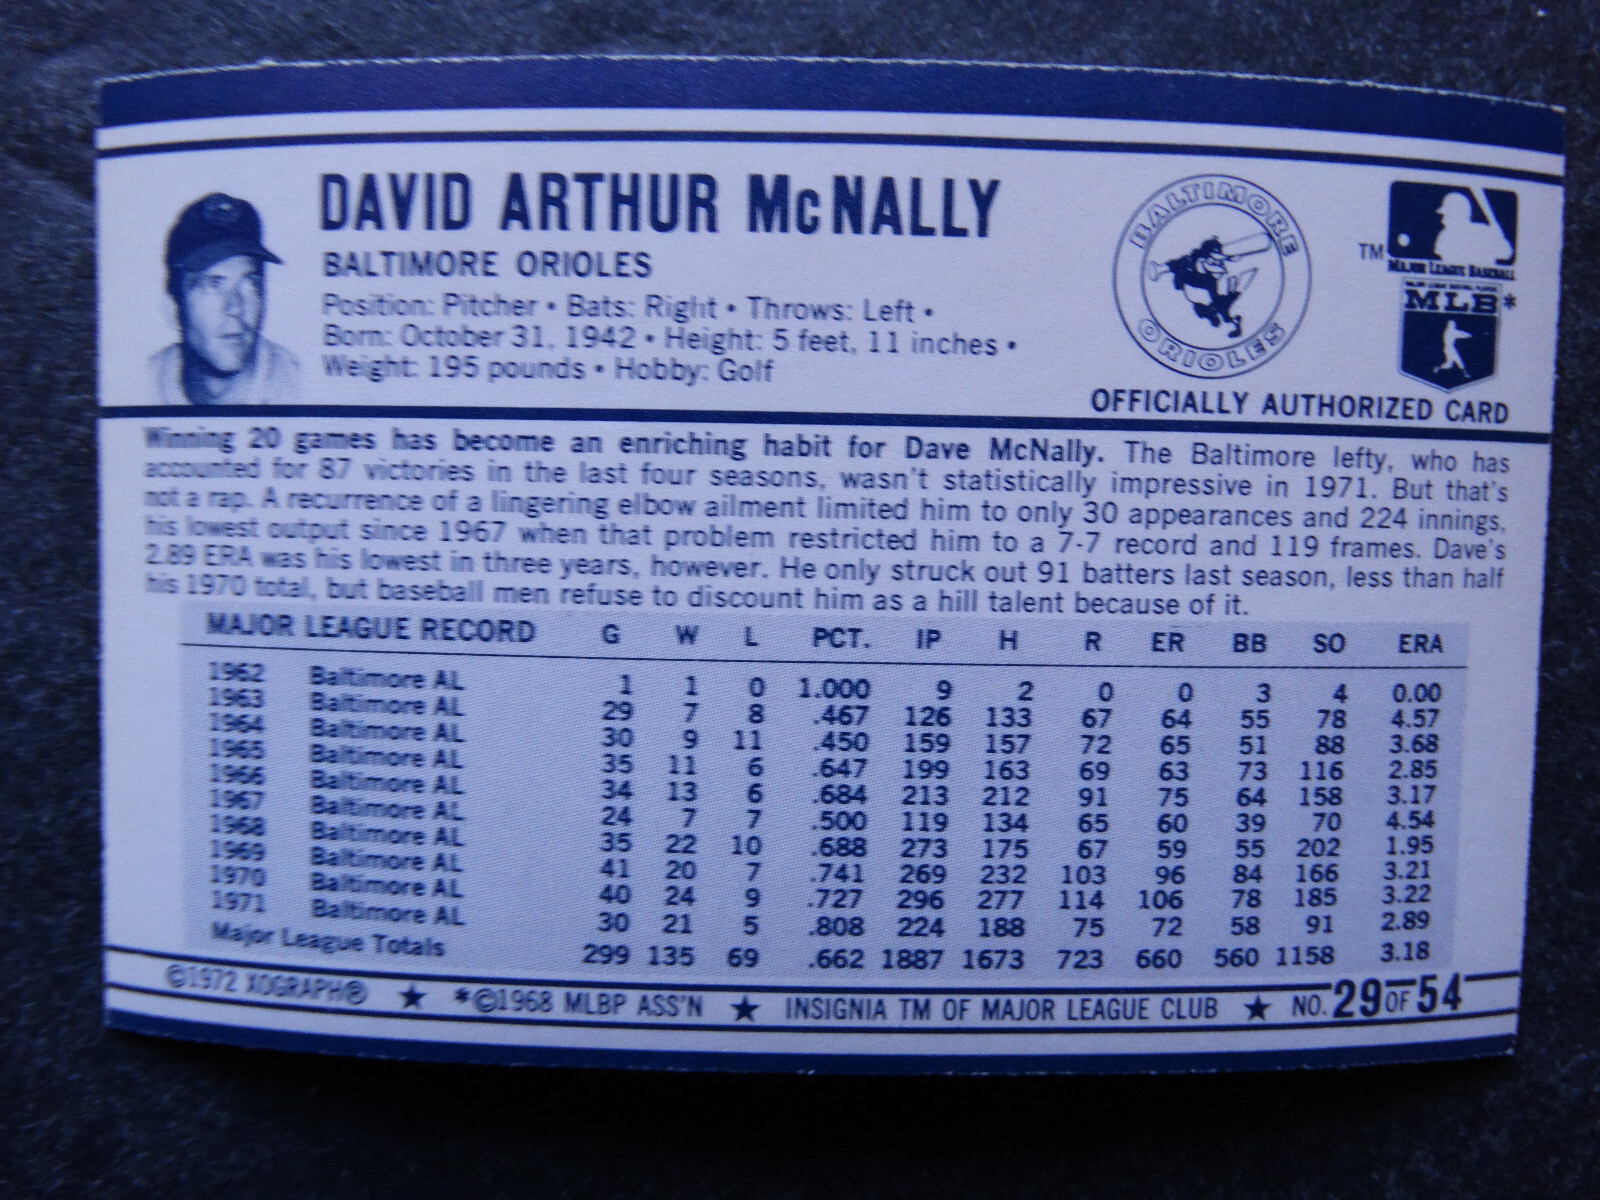 DAVID ARTHUR McNALLY
BALTIMORE ORIOLES
Position: Pitcher • Bats: Right • Throws: Left •
Born: October 31, 1942 • Height: 5 feet, 11 inches •
Weight: 195 pounds • Hobby: Golf
BALTIMORE
ORIOLES
TM
MAJOR LEAGUE BASEBALL
MLB*
OFFICIALLY AUTHORIZED CARD
Winning 20 games has become an enriching habit for Dave McNally. The Baltimore lefty, who has
accounted for 87 victories in the last four seasons, wasn't statistically impressive in 1971. But that's
not a rap. A recurrence of a lingering elbow ailment limited him to only 30 appearances and 224 innings,
his lowest output since 1967 when that problem restricted him to a 7-7 record and 119 frames. Dave's
2.89 ERA was his lowest in three years, however. He only struck out 91 batters last season, less than half
his 1970 total, but baseball men refuse to discount him as a hill talent because of it.
MAJOR LEAGUE RECORD G W L PCT. IP H R ER BB SO ERA
1962 Baltimore AL 1 1 0 1.000 9 2 0 0 3 4 0.00
1963 Baltimore AL 29 7 8 .467 126 133 67 64 55 78 4.57
1964 Baltimore AL 30 9 11 .450 159 157 72 65 51 88 3.68
1965 Baltimore AL 35 11 6 .647 199 163 69 63 73 116 2.85
1966 Baltimore AL 34 13 6 .684 213 212 91 75 64 158 3.17
1967 Baltimore AL 24 7 7 .500 119 134 65 60 39 70 4.54
1968 Baltimore AL 35 22 10 .688 273 175 67 59 55 202 1.95
1969 Baltimore AL 41 20 7 .741 269 232 103 96 84 166 3.21
1970 Baltimore AL 40 24 9 .727 296 277 114 106 78 185 3.22
1971 Baltimore AL 30 21 5 .808 224 188 75 72 58 91 2.89
Major League Totals 299 135 69 .662 1887 1673 723 660 560 1158 3.18
©1972 XOGRAPH® ★ *©1968 MLBP ASS'N ★ INSIGNIA TM OF MAJOR LEAGUE CLUB ★ NO. 29 OF 54